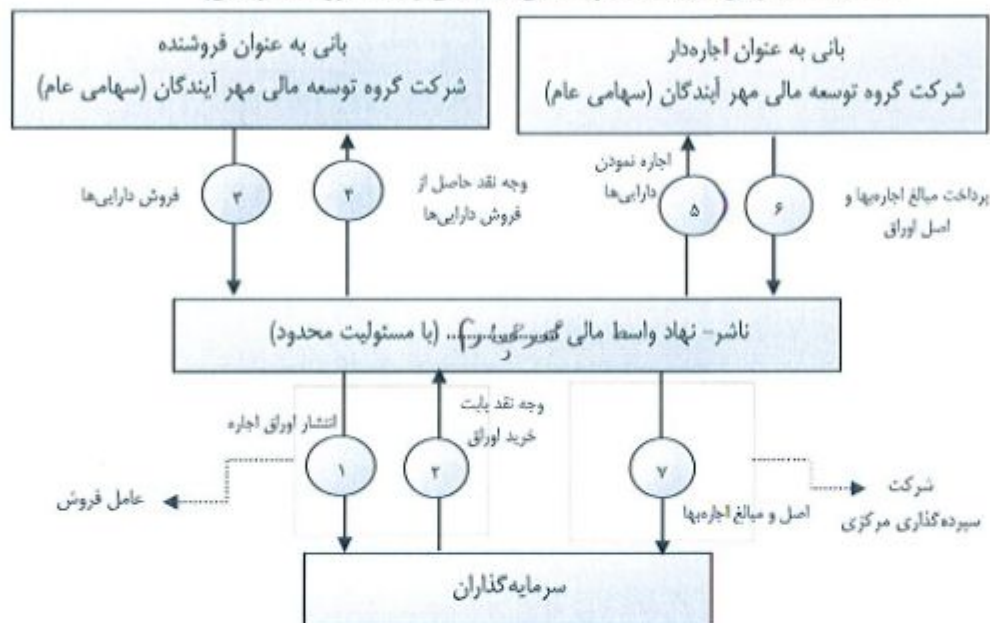 بانی به عنوان فروشنده
شرکت گروه توسعه مالی مهر آیندگان (سهامی عام)
بانی به عنوان اجاره‌دار
شرکت گروه توسعه مالی مهر آیندگان (سهامی عام)
فروش دارایی‌ها
۳
۴
وجه نقد حاصل از
فروش دارایی‌ها
اجاره نمودن
دارایی‌ها
۵
۶
پرداخت مبالغ اجاره‌بها و
اصل اوراق
ناشر- نهاد واسط مالی ... (با مسئولیت محدود)
انتشار اوراق اجاره
۱
وجه نقد بابت
خرید اوراق
۲
۷
اصل و مبالغ اجاره‌بها
عامل فروش
شرکت
سپرده‌گذاری مرکزی
سرمایه‌گذاران